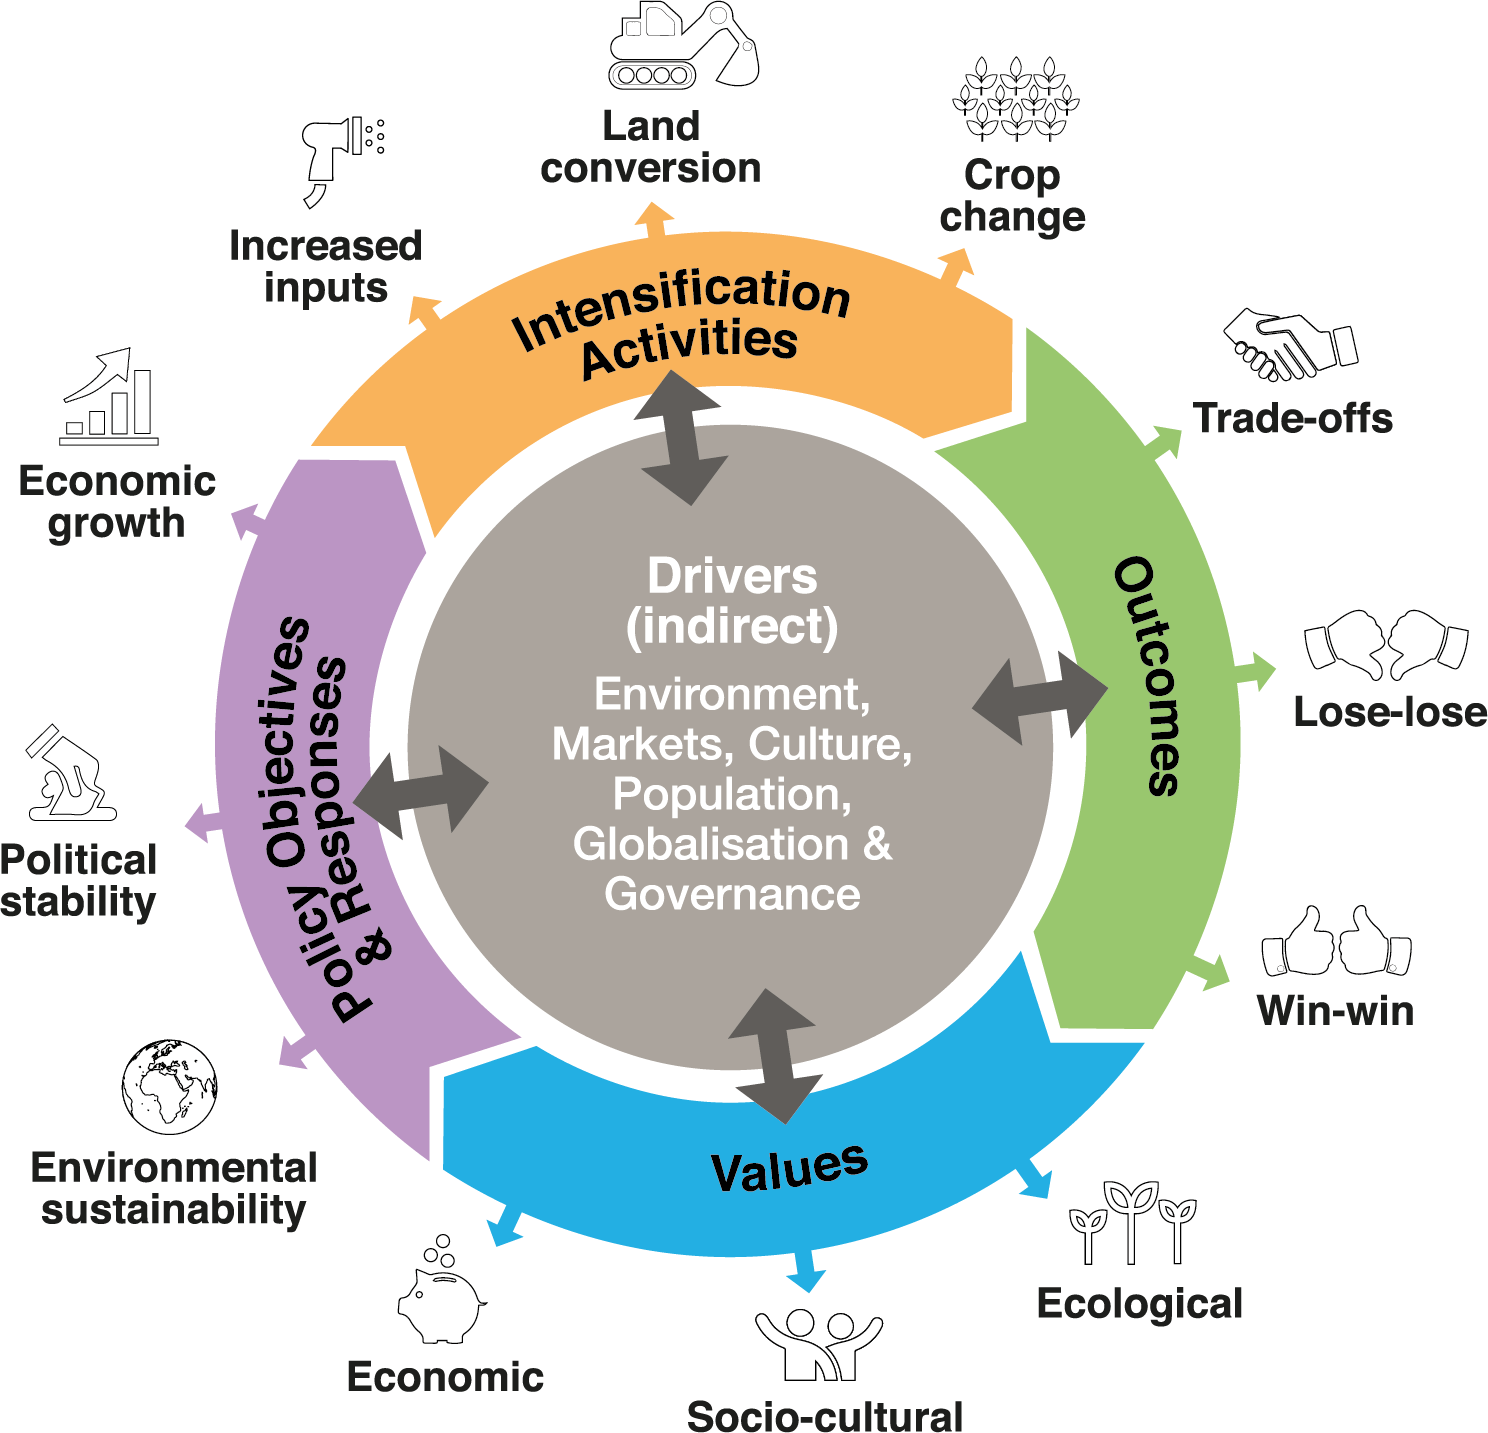 Land
conversion
Crop
change
Increased
inputs
Intensification
Activities
Trade-offs
Economic
growth
Drivers
(indirect)
Environment,
Markets, Culture,
Population,
Globalisation &
Governance
Outcomes
Lose-lose
Policy Objectives
& Responses
Political
stability
Win-win
Environmental
sustainability
Values
Ecological
Economic
Socio-cultural